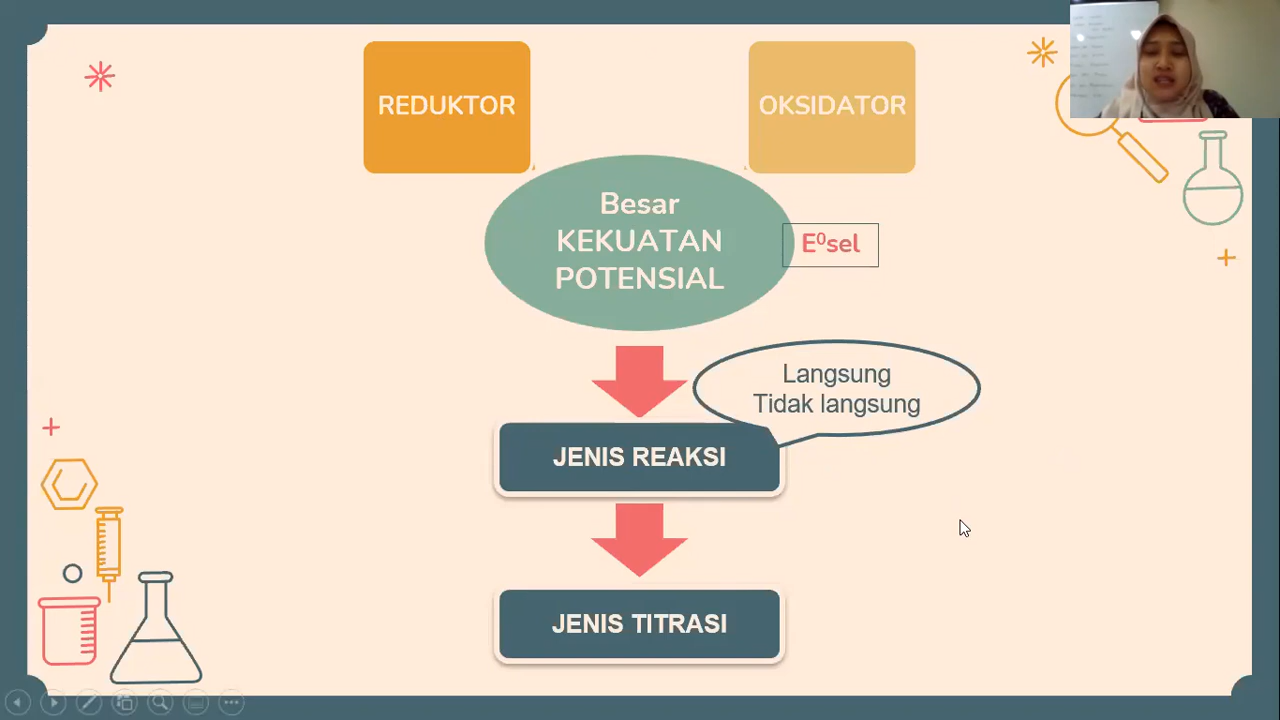 REDUKTOR
OKSIDATOR
Besar
KEKUATAN
POTENSIAL
E⁰sel
Langsung
Tidak langsung
JENIS REAKSI
JENIS TITRASI